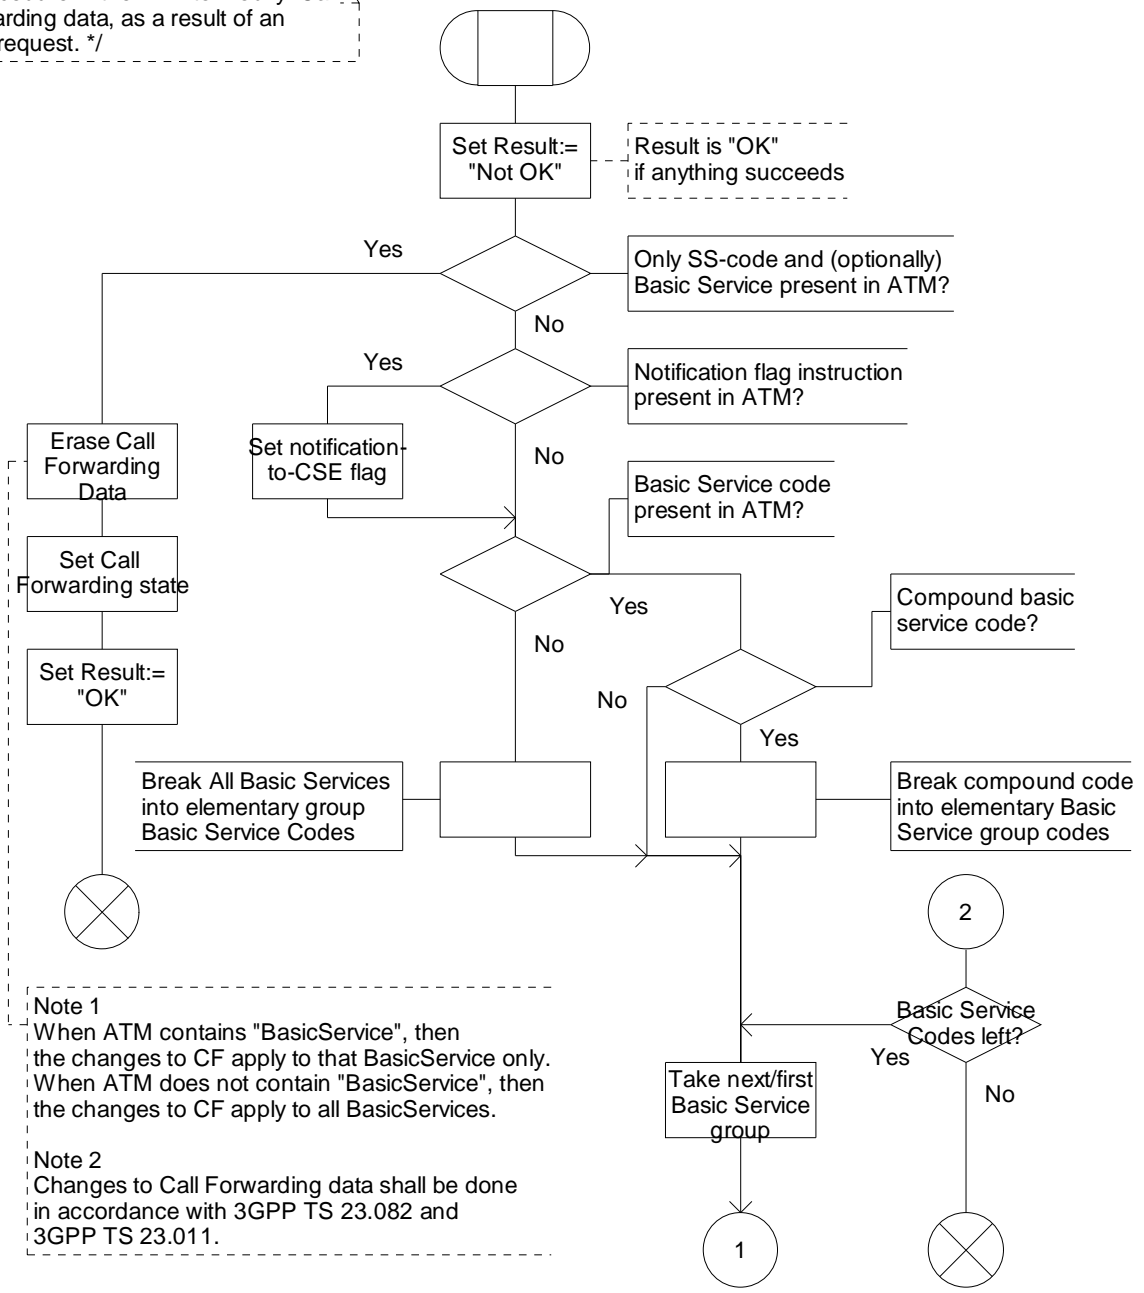 arding data, as a result of an
request. */
Set Result:=
"Not OK"
Result is "OK"
if anything succeeds
Yes
Only SS-code and (optionally)
Basic Service present in ATM?
No
Yes
Notification flag instruction
present in ATM?
Erase Call
Forwarding
Data
Set notification-
to-CSE flag
No
Basic Service code
present in ATM?
Set Call
Forwarding state
Yes
Compound basic
service code?
No
Set Result:=
"OK"
No
Yes
Break All Basic Services
into elementary group
Basic Service Codes
Break compound code
into elementary Basic
Service group codes
2
Note 1
When ATM contains "BasicService", then
the changes to CF apply to that BasicService only.
When ATM does not contain "BasicService", then
the changes to CF apply to all BasicServices.
Note 2
Changes to Call Forwarding data shall be done
in accordance with 3GPP TS 23.082 and
3GPP TS 23.011.
Basic Service
Codes left?
Yes
No
Take next/first
Basic Service
group
1